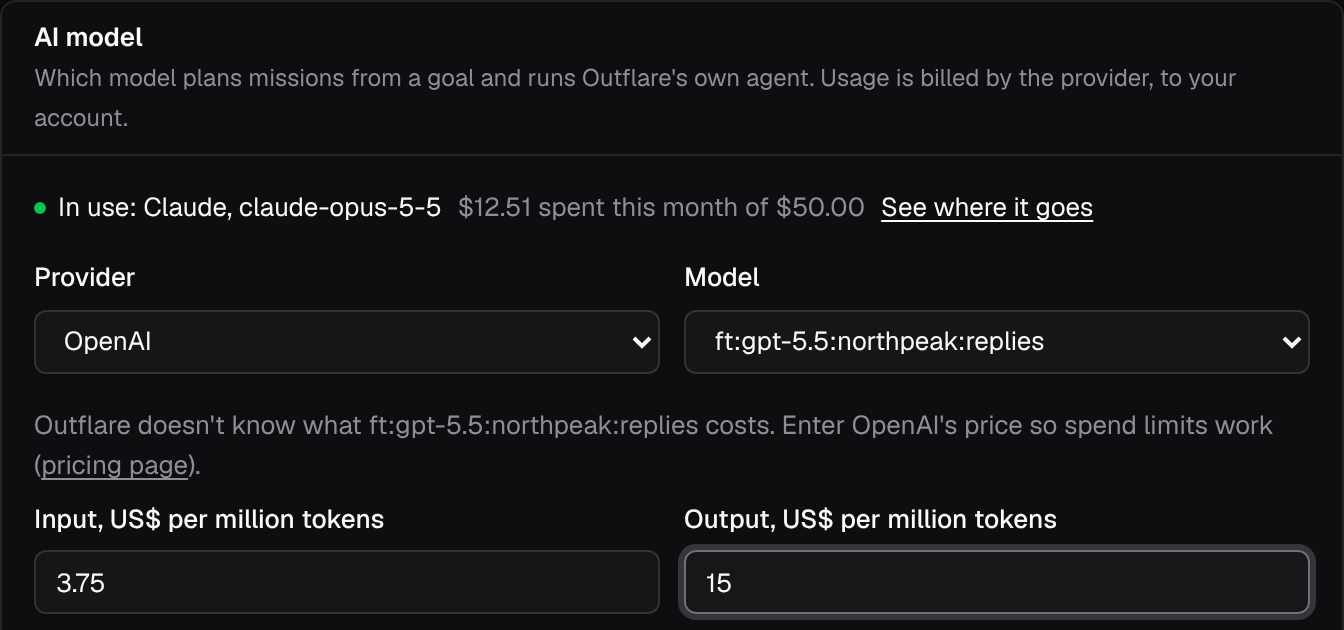 AI model
Which model plans missions from a goal and runs Outflare's own agent. Usage is billed by the provider, to your
account.
In use: Claude, claude-opus-5-5 $12.51 spent this month of $50.00 See where it goes
Provider
Model
OpenAI
ft:gpt-5.5:northpeak:replies
Outflare doesn't know what ft:gpt-5.5:northpeak:replies costs. Enter OpenAI's price so spend limits work
(pricing page).
Input, US$ per million tokens
Output, US$ per million tokens
3.75
15